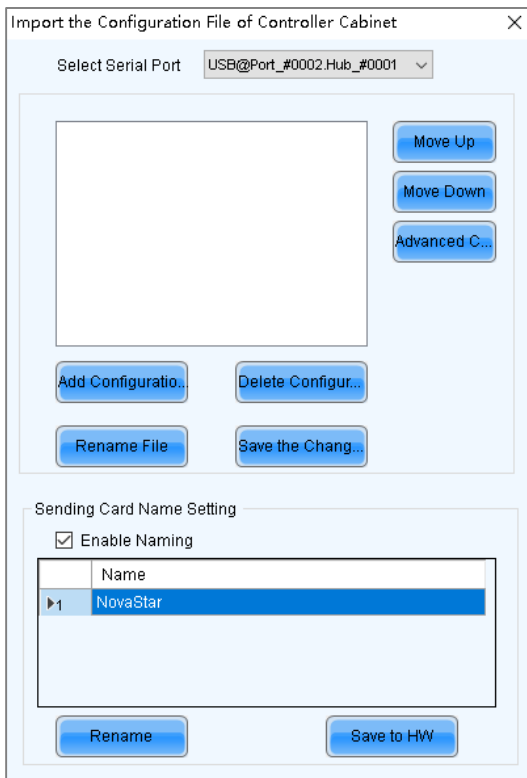 Import the Configuration File of Controller Cabinet
Select Serial Port USB@Port_#0002.Hub_#0001
Move Up
Move Down
Advanced C...
Add Configuratio... Delete Configur...
Rename File Save the Chang...
Sending Card Name Setting
Enable Naming
Name
1 NovaStar
Rename Save to HW